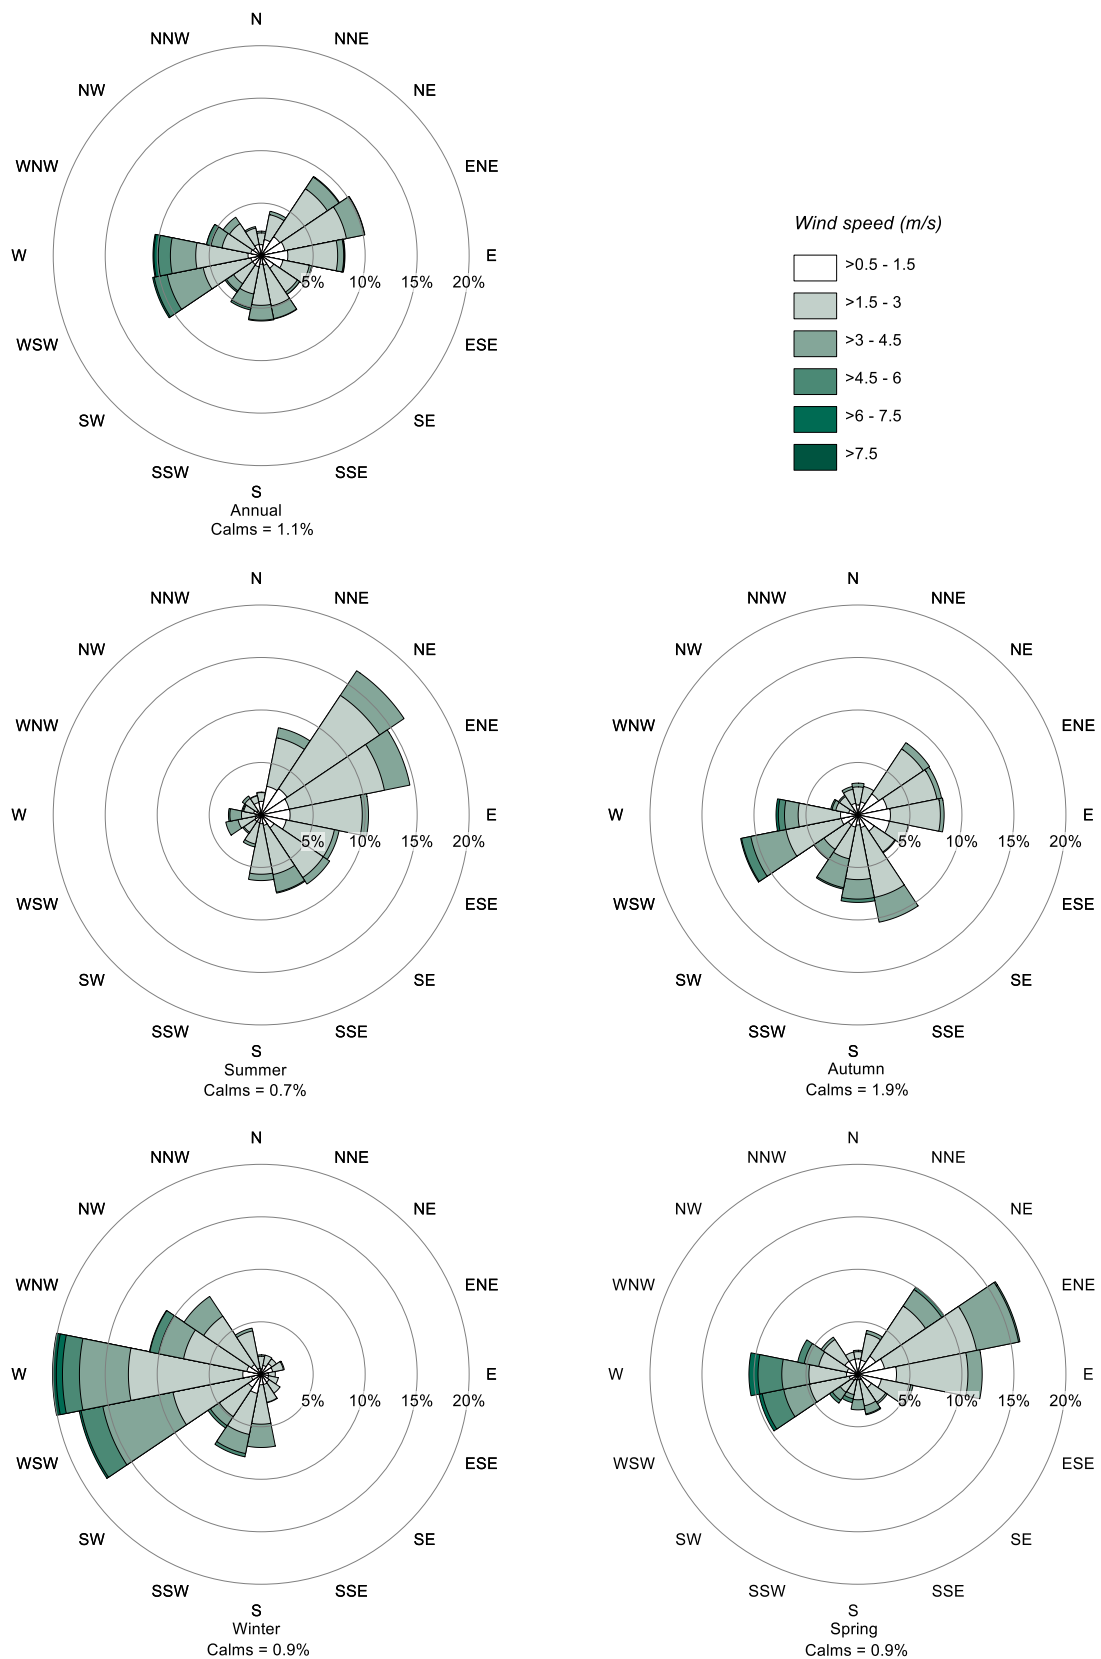 N
NNW
NNE
NW
NE
WNW
ENE
W
E
5%
10%
15%
20%
WSW
ESE
SW
SE
SSW
SSE
S
Annual
Calms = 1.1%
Wind speed (m/s)
>0.5 - 1.5
>1.5 - 3
>3 - 4.5
>4.5 - 6
>6 - 7.5
>7.5
N
NNW
NNE
NW
NE
WNW
ENE
W
E
5%
10%
15%
20%
WSW
ESE
SW
SE
SSW
SSE
S
Summer
Calms = 0.7%
N
NNW
NNE
NW
NE
WNW
ENE
W
E
5%
10%
15%
20%
WSW
ESE
SW
SE
SSW
SSE
S
Autumn
Calms = 1.9%
N
NNW
NNE
NW
NE
WNW
ENE
W
E
5%
10%
15%
20%
WSW
ESE
SW
SE
SSW
SSE
S
Winter
Calms = 0.9%
N
NNW
NNE
NW
NE
WNW
ENE
W
E
5%
10%
15%
20%
WSW
ESE
SW
SE
SSW
SSE
S
Spring
Calms = 0.9%